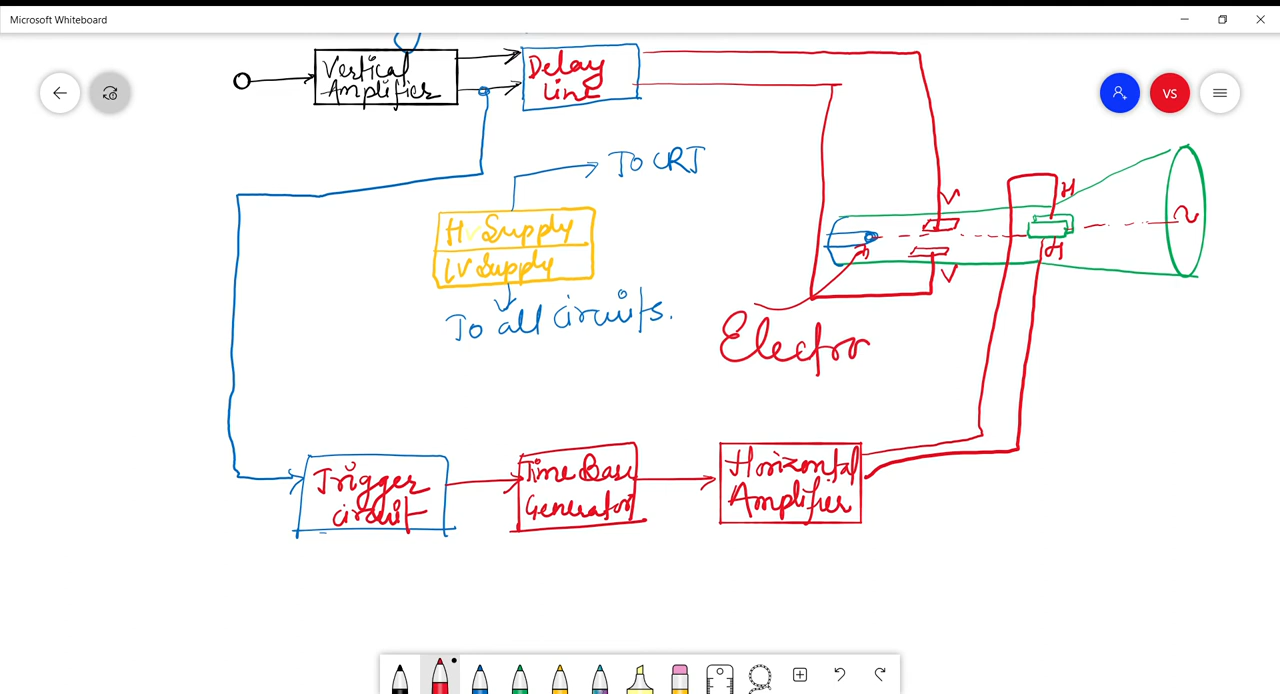 Microsoft Whiteboard
Vertical
Amplifier
Delay
Line
VS
To CRT
HV Supply
LV Supply
To all circuits.
V
V
H
H
Electro
Trigger
circuit
Time Base
Generator
Horizontal
Amplifier